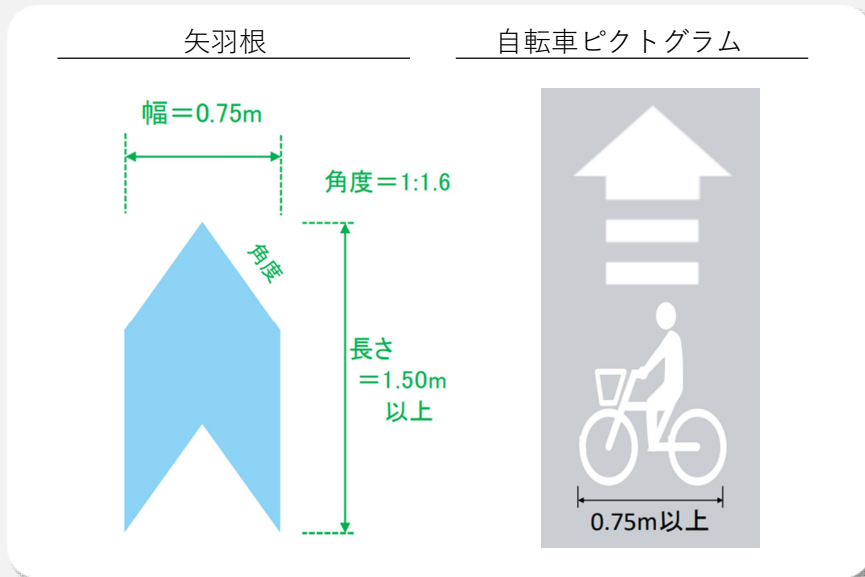 矢羽根
自転車ピクトグラム
幅＝0.75m
角度＝1:1.6
角度
長さ
＝1.50m
以上
0.75m以上